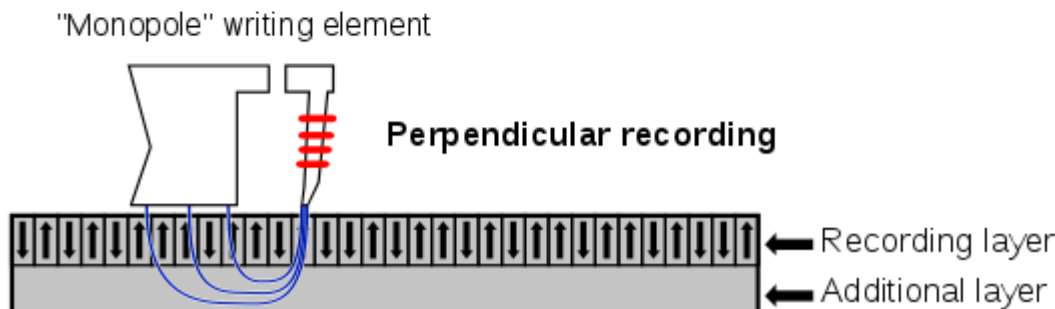 "Monopole" writing element
Perpendicular recording
Recording layer
Additional layer